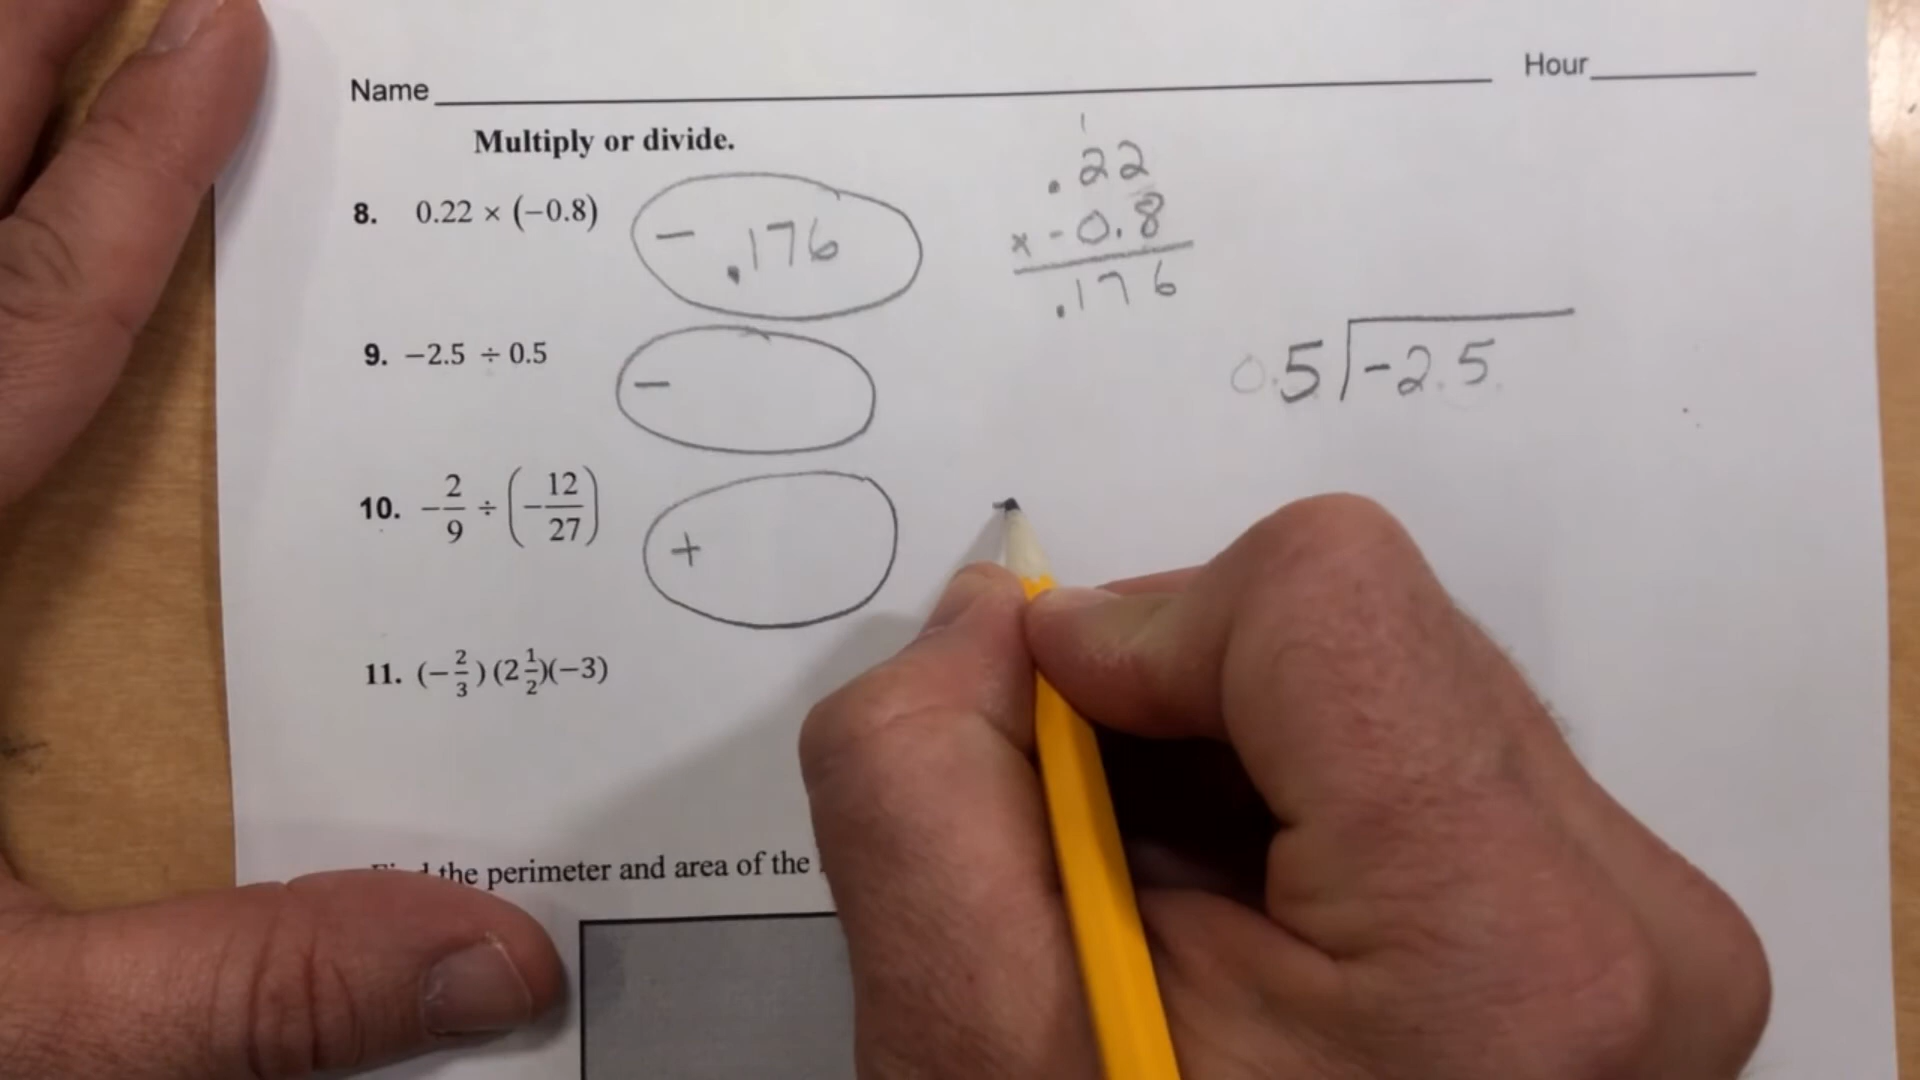 Name Hour
Multiply or divide.
8. 0.22 × (−0.8)
− .176
1
.22
× -0.8
.176
9. −2.5 ÷ 0.5
−
0.5 -2.5
10. −2/9 ÷ (−12/27)
+
11. (−2/3)(2 1/2)(−3)
the perimeter and area of the